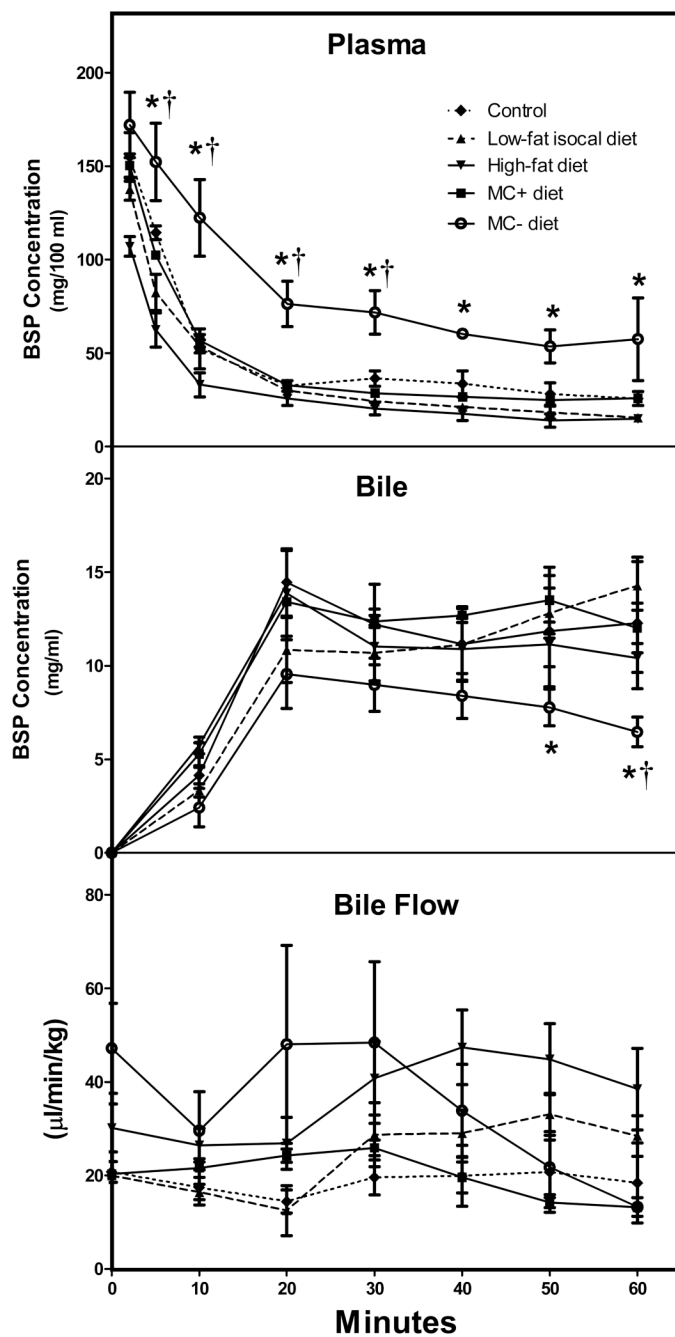 Plasma
200
150
100
50
0
BSP Concentration
(mg/100 ml)
*†
*†
*†
*†
*
*
*
Control
Low-fat isocal diet
High-fat diet
MC+ diet
MC- diet
Bile
20
15
10
5
0
BSP Concentration
(mg/ml)
*
*†
Bile Flow
80
60
40
20
0
(µl/min/kg)
0 10 20 30 40 50 60
Minutes